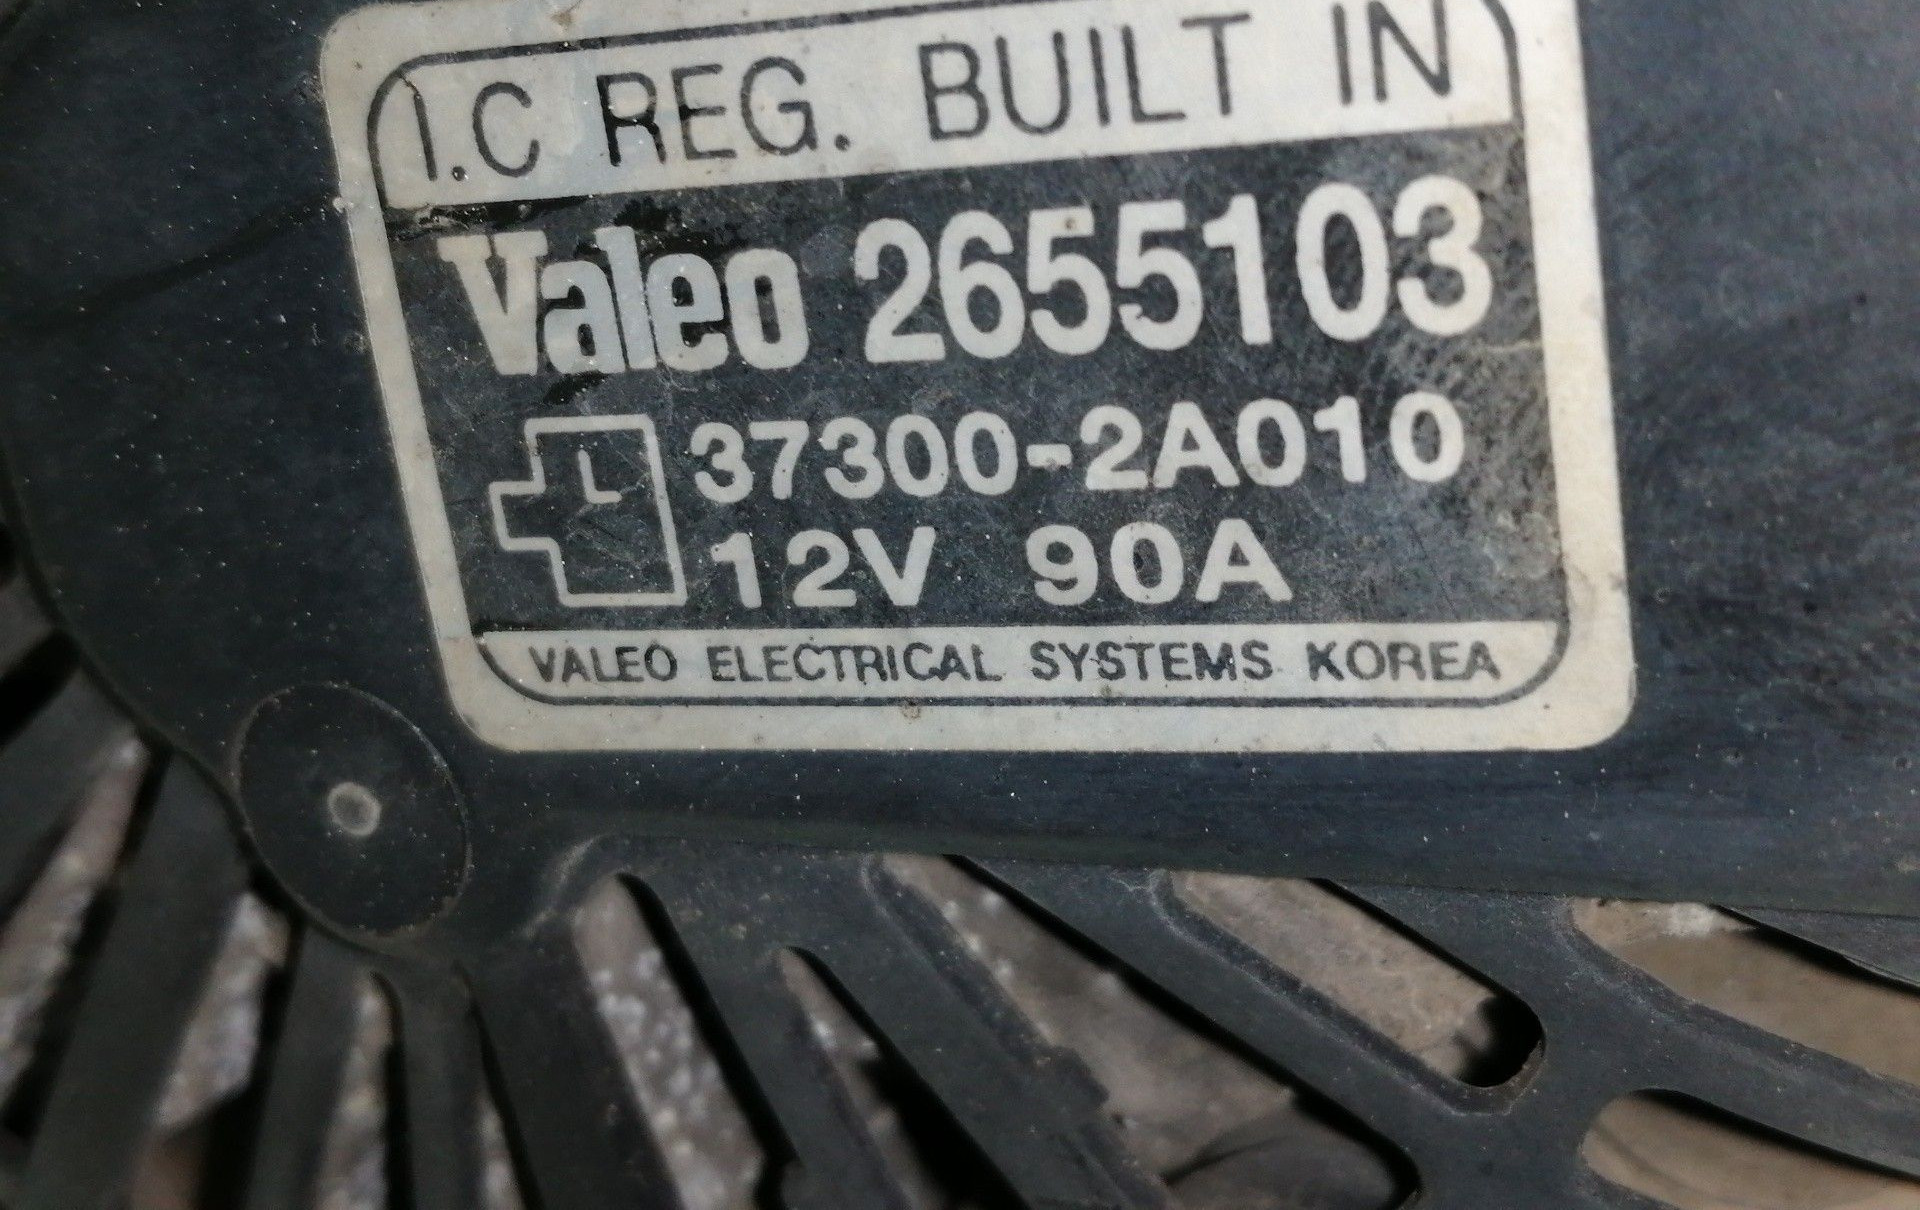 I.C REG. BUILT IN
Valeo 2655103
L 37300-2A010
12V 90A
VALEO ELECTRICAL SYSTEMS KOREA